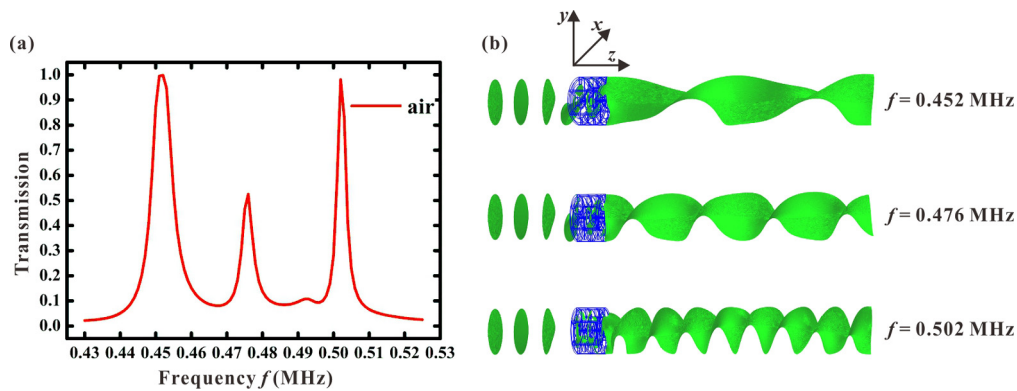 (a)
1.0
0.9
0.8
0.7
0.6
0.5
0.4
0.3
0.2
0.1
0.0
Transmission
air
0.43 0.44 0.45 0.46 0.47 0.48 0.49 0.50 0.51 0.52 0.53
Frequency f (MHz)
(b)
y
x
z
f = 0.452 MHz
f = 0.476 MHz
f = 0.502 MHz